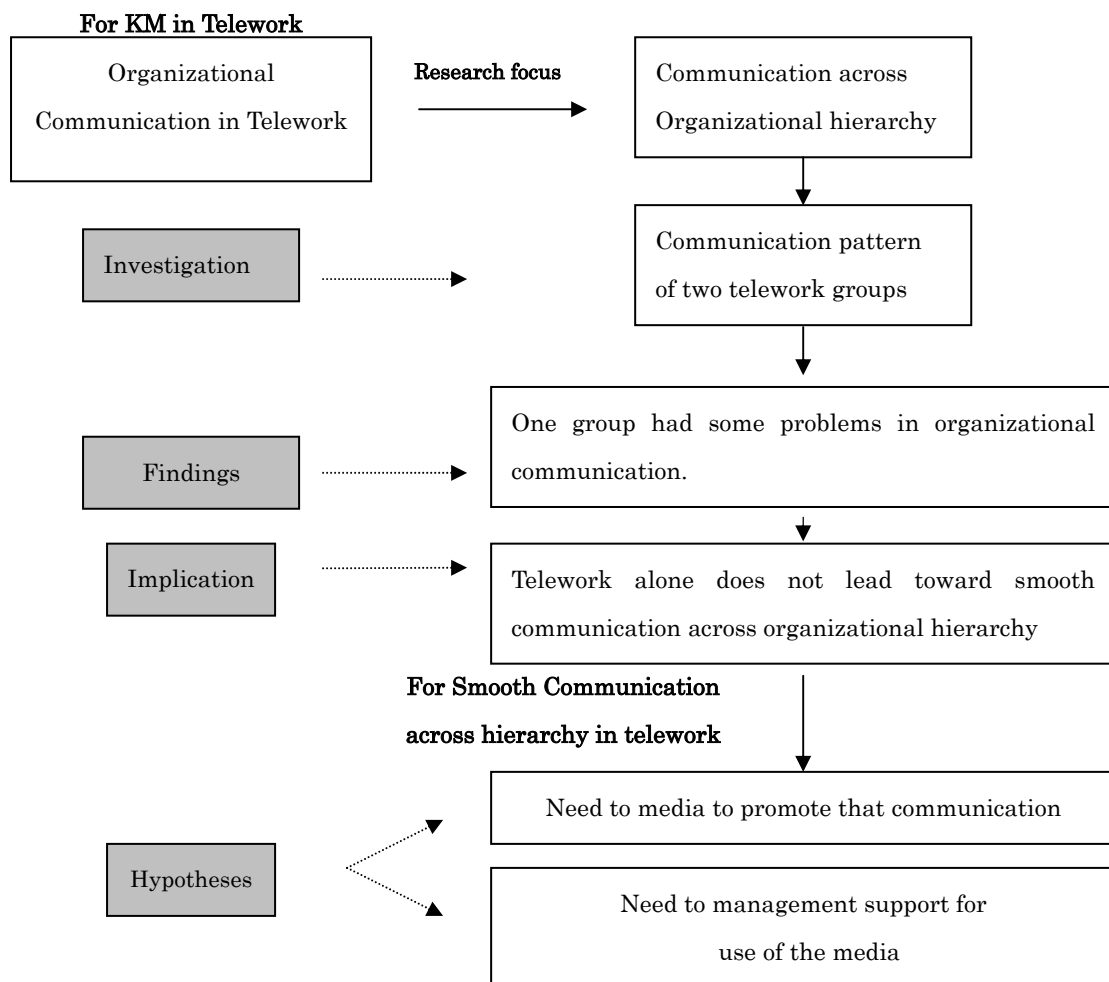 For KM in Telework
Organizational
Communication in Telework
Research focus
Communication across
Organizational hierarchy
Investigation
Communication pattern
of two telework groups
Findings
One group had some problems in organizational
communication.
Implication
Telework alone does not lead toward smooth
communication across organizational hierarchy
For Smooth Communication
across hierarchy in telework
Hypotheses
Need to media to promote that communication
Need to management support for
use of the media